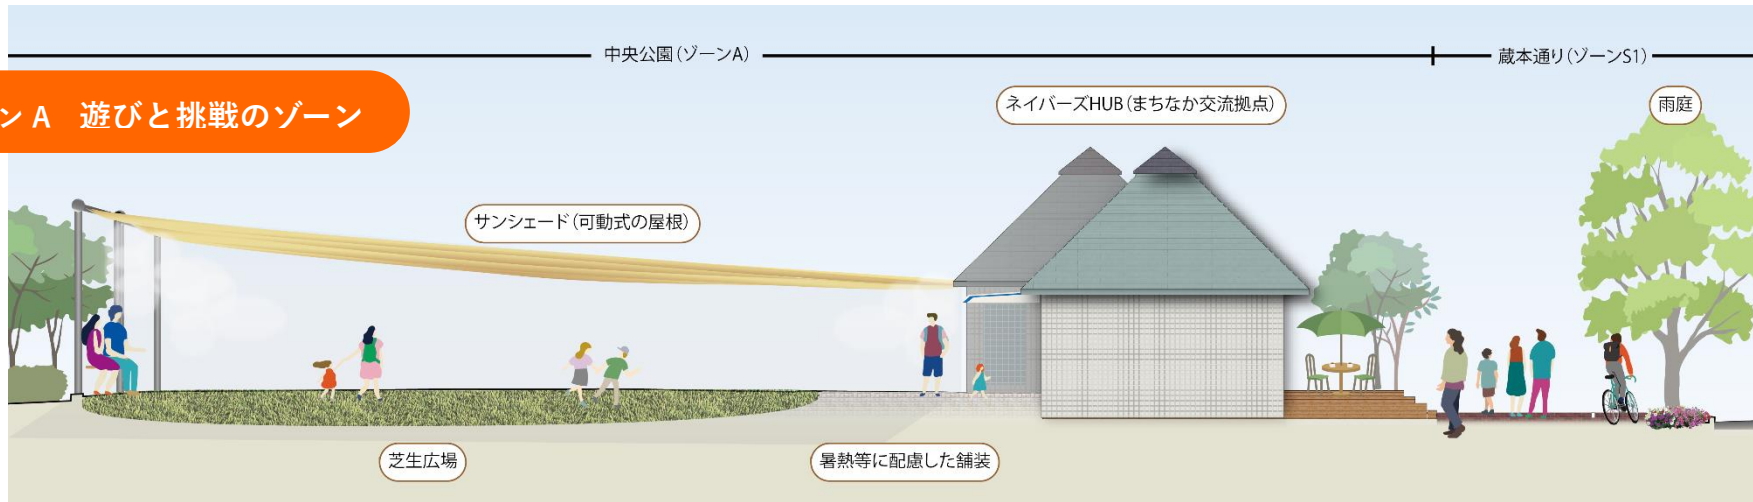 中央公園(ゾーンA)
蔵本通り(ゾーンS1)
ン A 遊びと挑戦のゾーン
ネイバーズHUB(まちなか交流拠点)
雨庭
サンシェード(可動式の屋根)
芝生広場
暑熱等に配慮した舗装